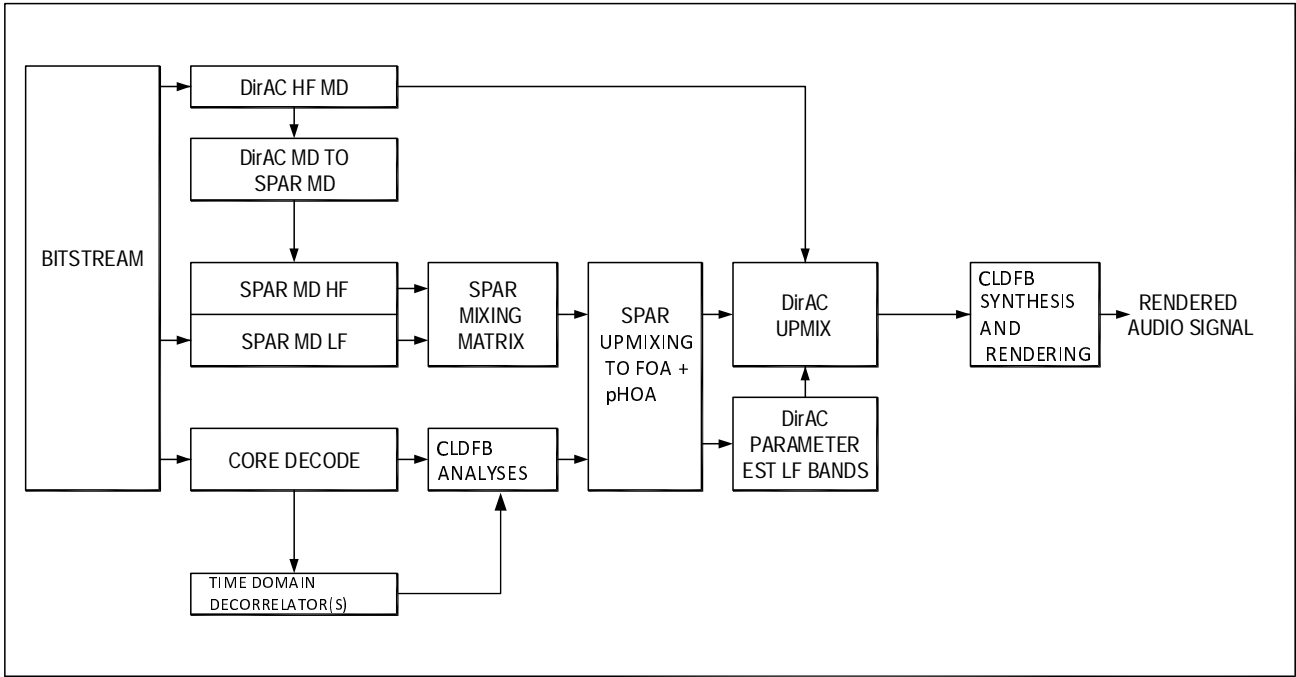 DirAC HF MD
DirAC MD TO
SPAR MD
BITSTREAM
SPAR MD HF
SPAR MD LF
SPAR
MIXING
MATRIX
SPAR
UPMIXING
TO FOA +
pHOA
DirAC
UPMIX
CLDFB
SYNTHESIS
AND
RENDERING
RENDERED
AUDIO SIGNAL
CORE DECODE
CLDFB
ANALYSES
DirAC
PARAMETER
EST LF BANDS
TIME DOMAIN
DECORRELATOR(S)